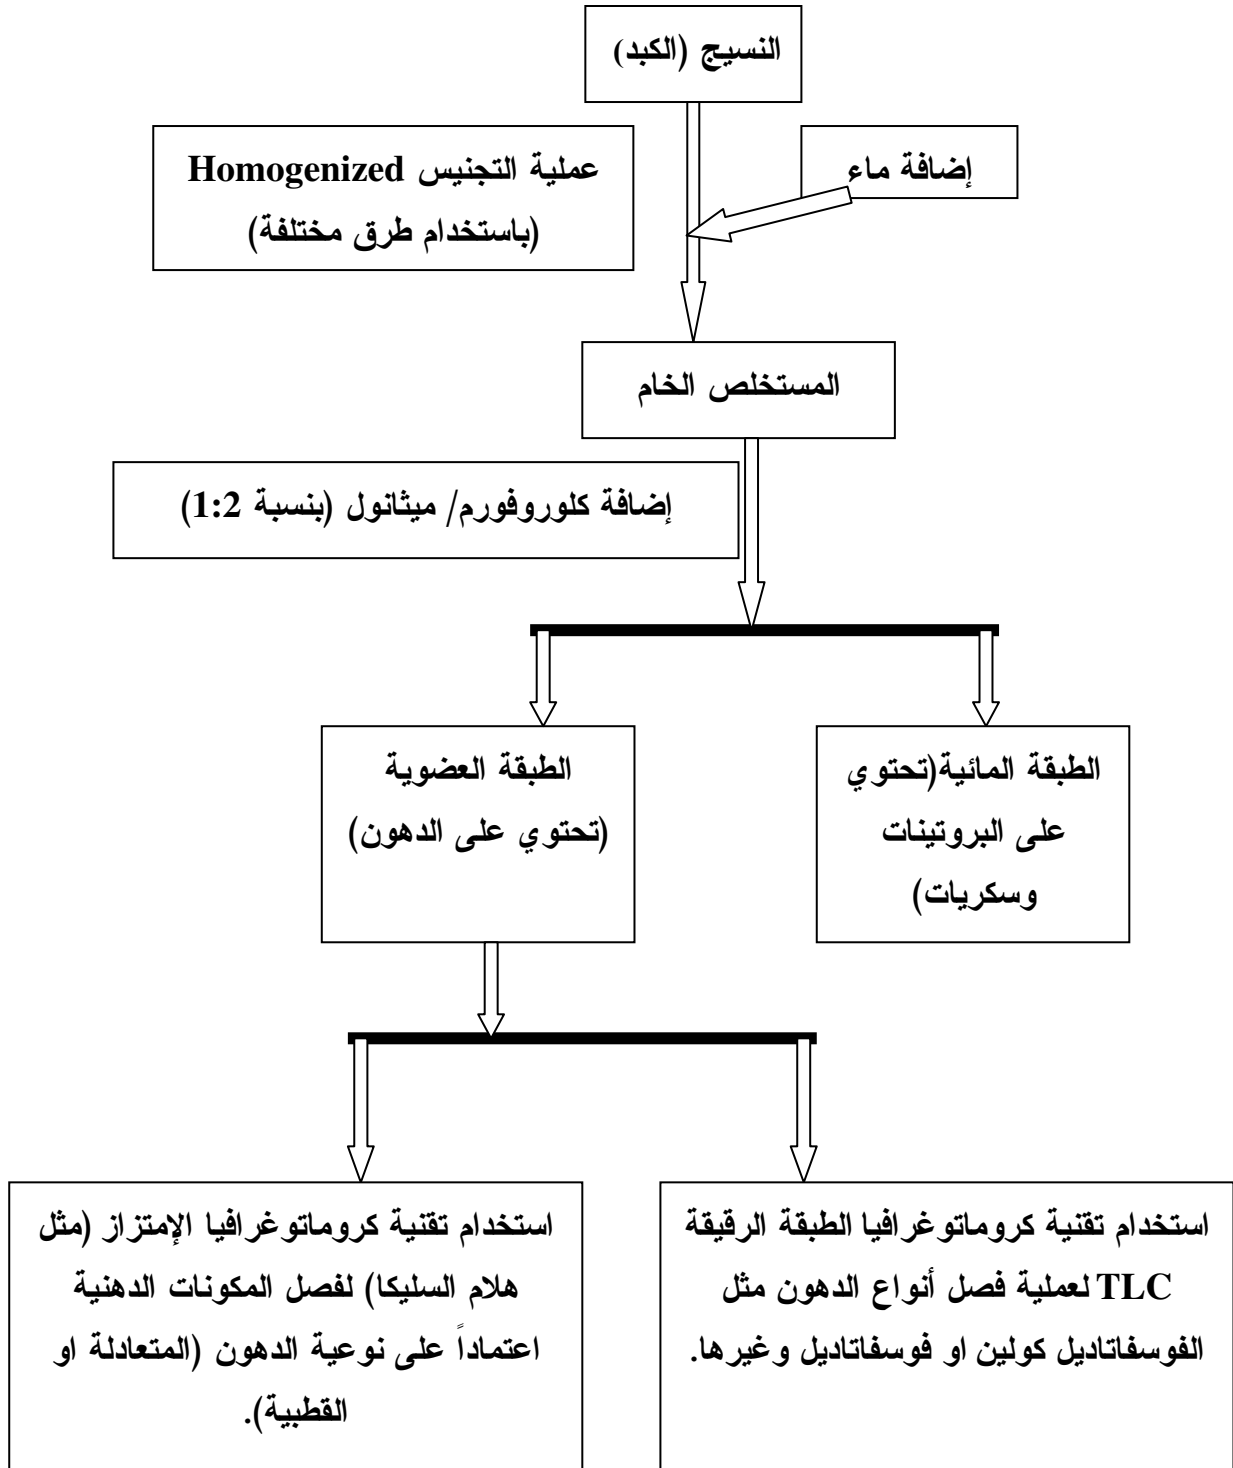 النسيج (الكبد)
إضافة ماء
عملية التجنيس Homogenized
(باستخدام طرق مختلفة)
المستخلص الخام
إضافة كلوروفورم/ ميثانول (بنسبة 1:2)
الطبقة المائية(تحتوي
على البروتينات
وسكريات)
الطبقة العضوية
(تحتوي على الدهون)
استخدام تقنية كروماتوغرافيا الطبقة الرقيقة
TLC لعملية فصل أنواع الدهون مثل
الفوسفاتاديل كولين او فوسفاتاديل وغيرها.
استخدام تقنية كروماتوغرافيا الإمتزاز (مثل
هلام السليكا) لفصل المكونات الدهنية
اعتماداً على نوعية الدهون (المتعادلة او
القطبية).